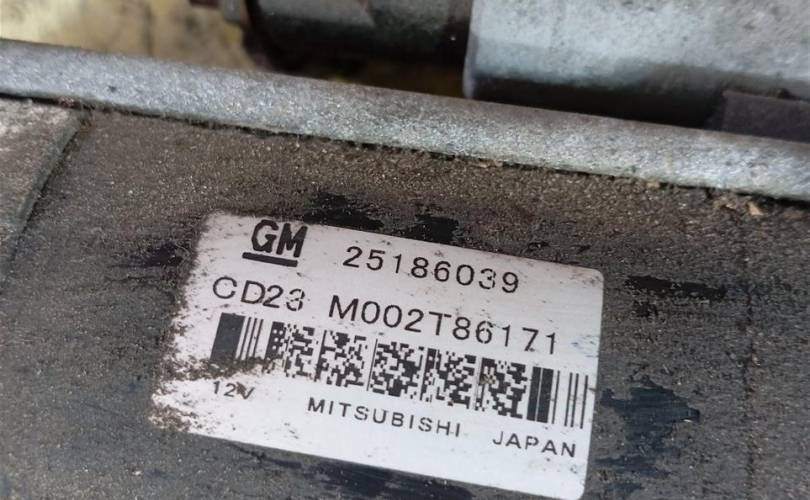 GM 25186039
CD23 M002T86171
12V MITSUBISHI JAPAN